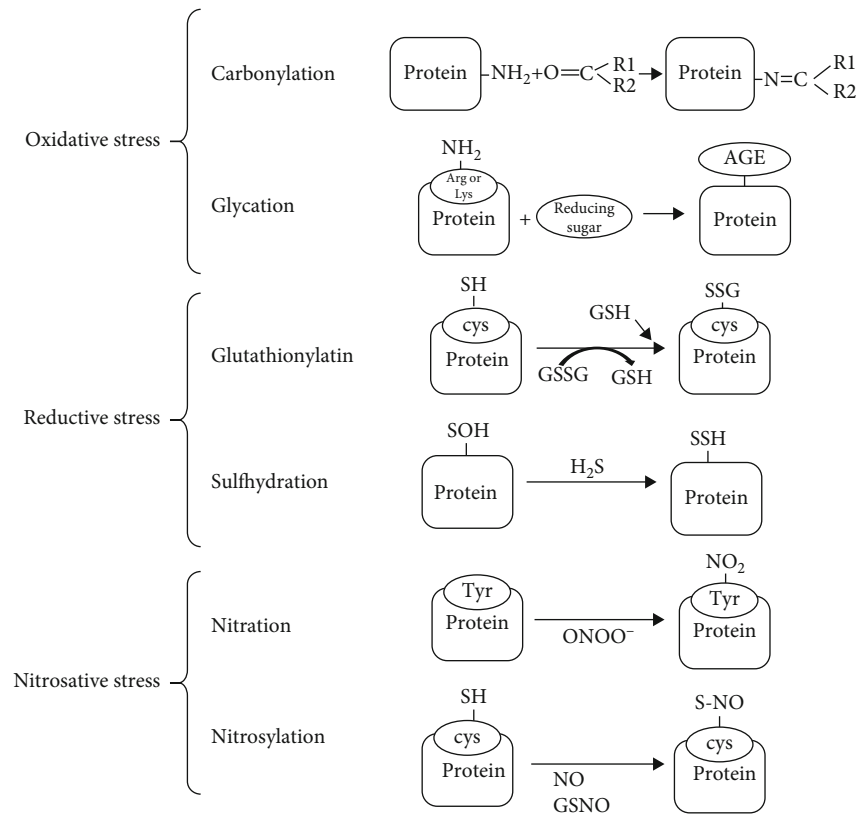 Oxidative stress
Carbonylation
Protein
NH₂+O=C
R1
R2
Protein
N=C
R1
R2
Glycation
NH₂
Arg or
Lys
Protein
+
Reducing
sugar
AGE
Protein
Reductive stress
Glutathionylatin
SH
cys
Protein
GSH
GSSG
GSH
SSG
cys
Protein
Sulfhydration
SOH
Protein
H₂S
SSH
Protein
Nitrosative stress
Nitration
Tyr
Protein
ONOO⁻
NO₂
Tyr
Protein
Nitrosylation
SH
cys
Protein
NO
GSNO
S-NO
cys
Protein